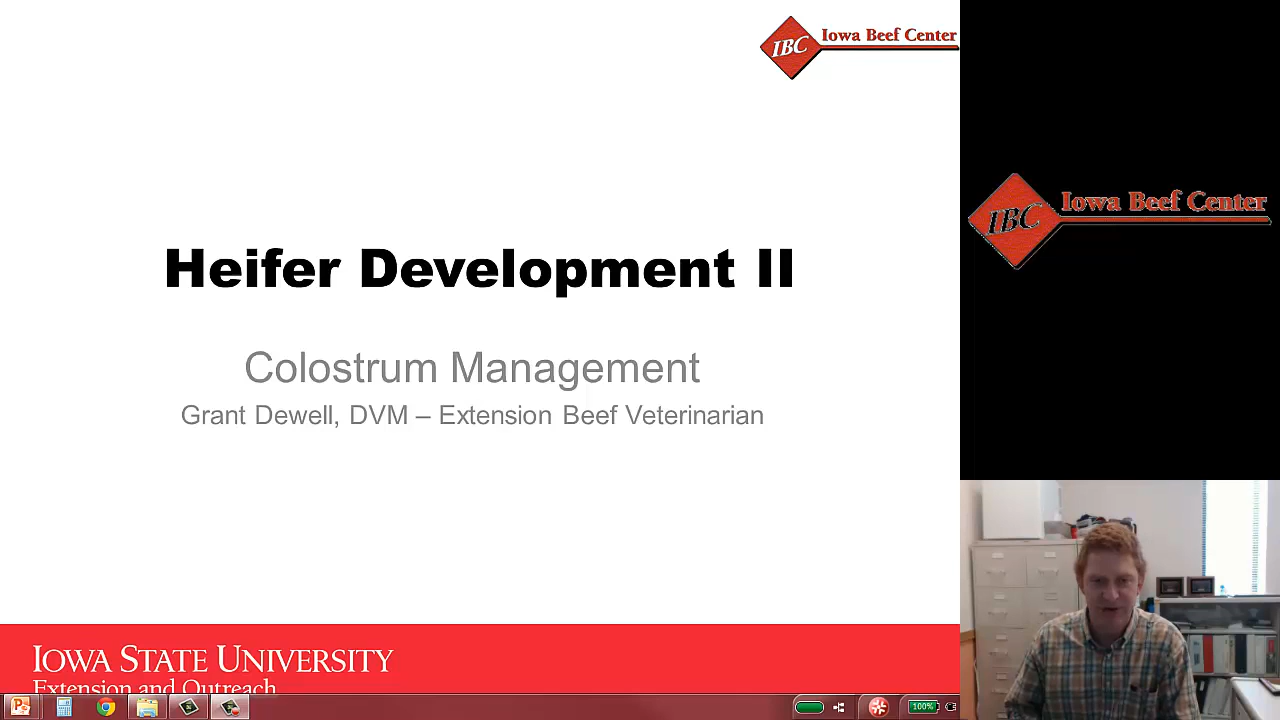 IBC Iowa Beef Center
IBC Iowa Beef Center
Heifer Development II
Colostrum Management
Grant Dewell, DVM – Extension Beef Veterinarian
IOWA STATE UNIVERSITY
Extension and Outreach
100%